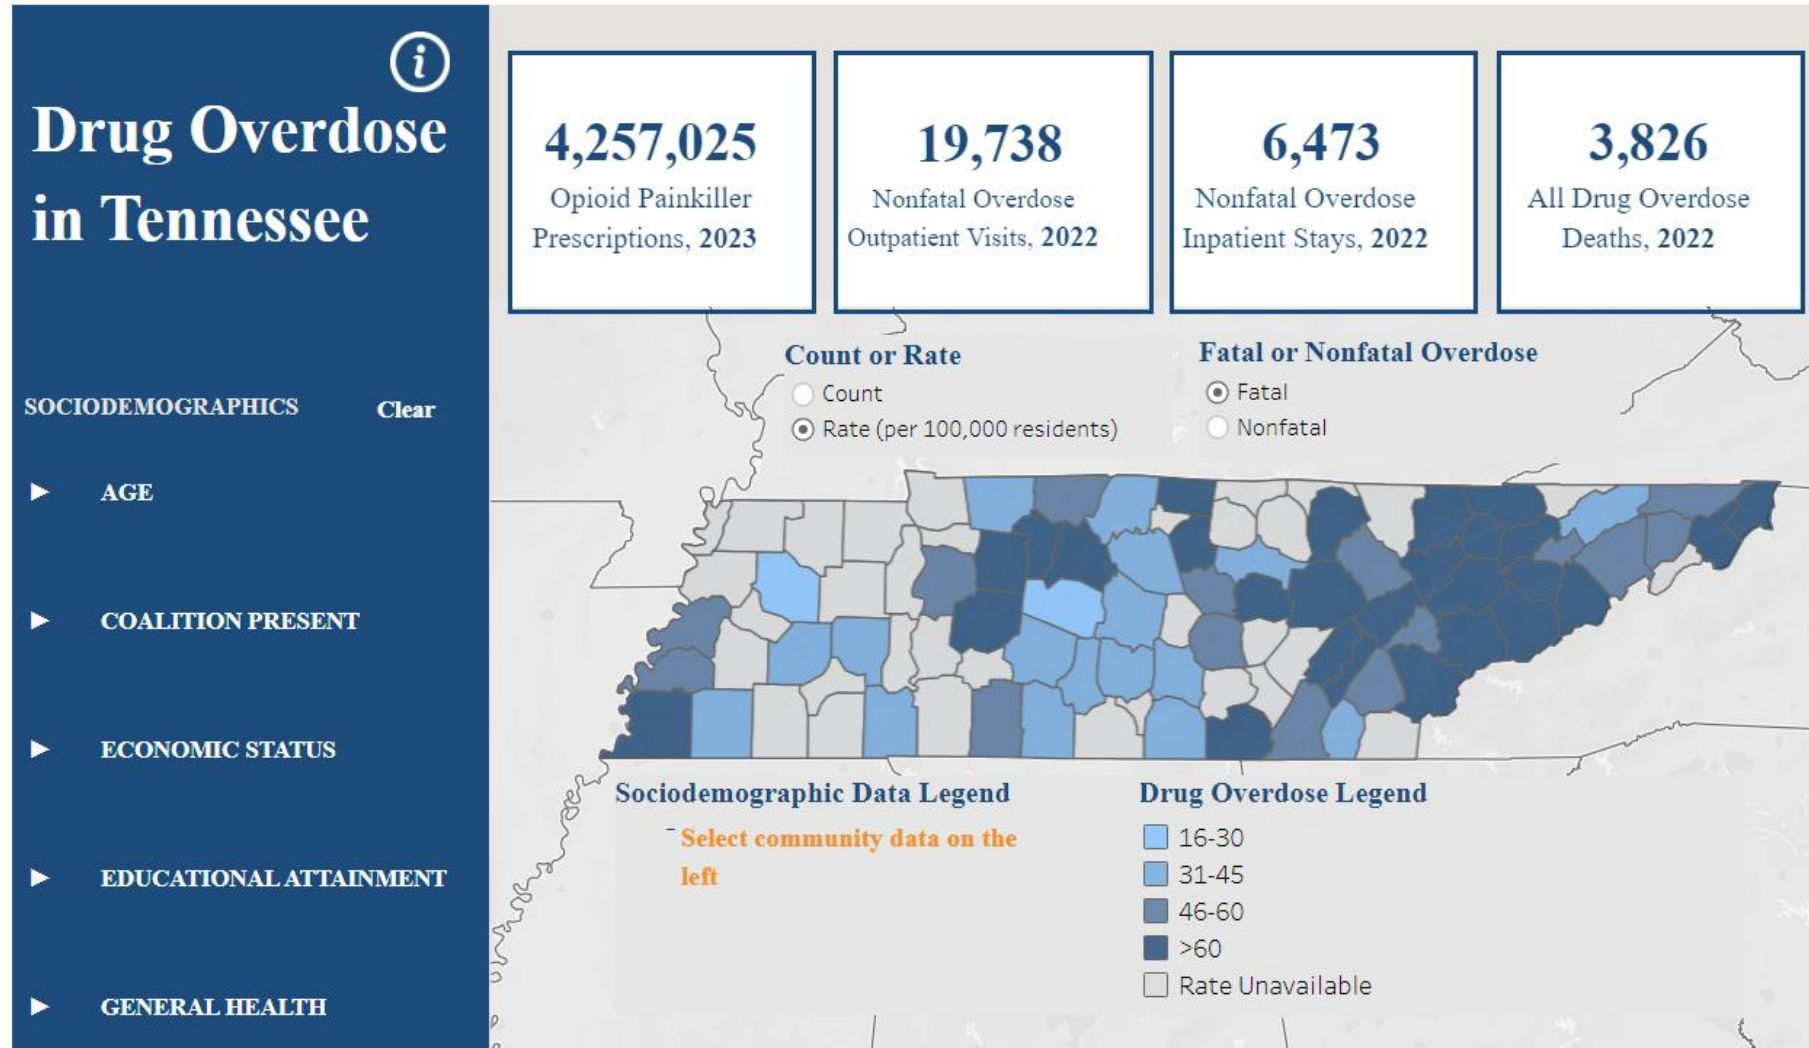 Drug Overdose
in Tennessee
SOCIODEMOGRAPHICS Clear
AGE
COALITION PRESENT
ECONOMIC STATUS
EDUCATIONAL ATTAINMENT
GENERAL HEALTH
4,257,025
Opioid Painkiller
Prescriptions, 2023
19,738
Nonfatal Overdose
Outpatient Visits, 2022
6,473
Nonfatal Overdose
Inpatient Stays, 2022
3,826
All Drug Overdose
Deaths, 2022
Count or Rate
Count
Rate (per 100,000 residents)
Fatal or Nonfatal Overdose
Fatal
Nonfatal
Sociodemographic Data Legend
Select community data on the
left
Drug Overdose Legend
16-30
31-45
46-60
>60
Rate Unavailable